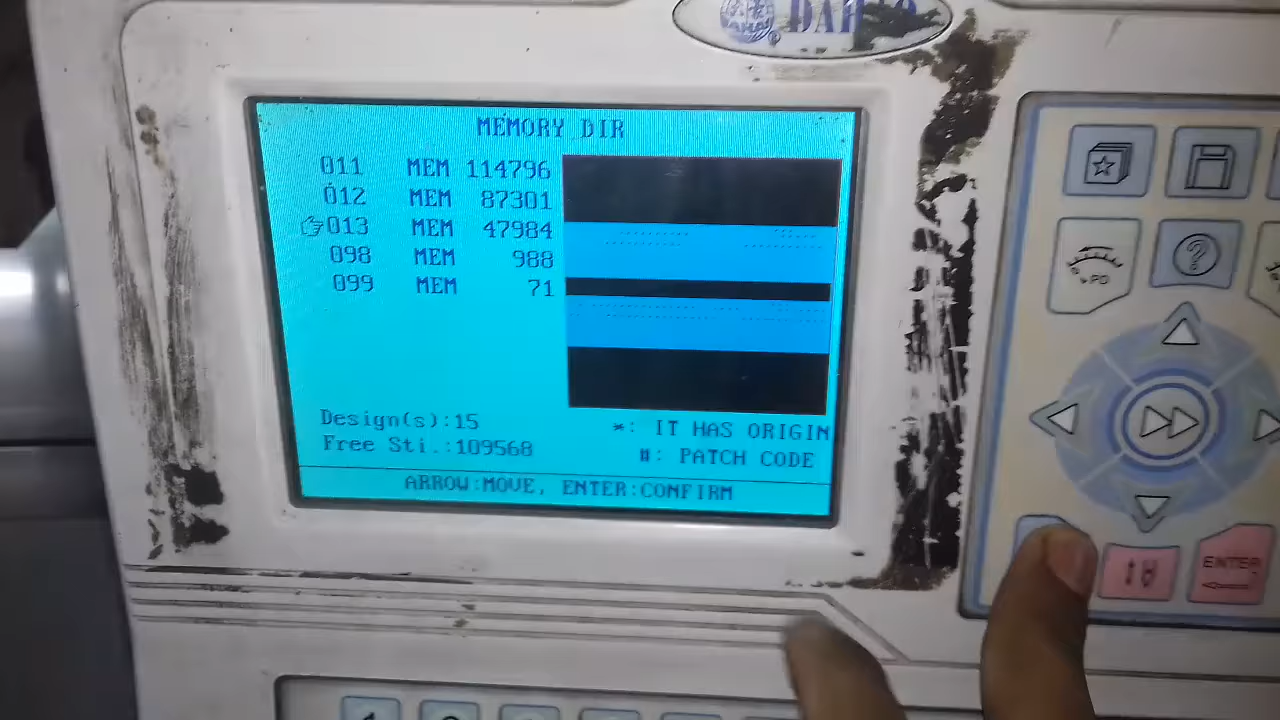 MEMORY DIR
011 MEM 114796
012 MEM 87301
013 MEM 47984
098 MEM 988
099 MEM 71
Design(s):15
Free Sti.:109568
*: IT HAS ORIGIN
#: PATCH CODE
ARROW:MOVE, ENTER:CONFIRM
ENTER